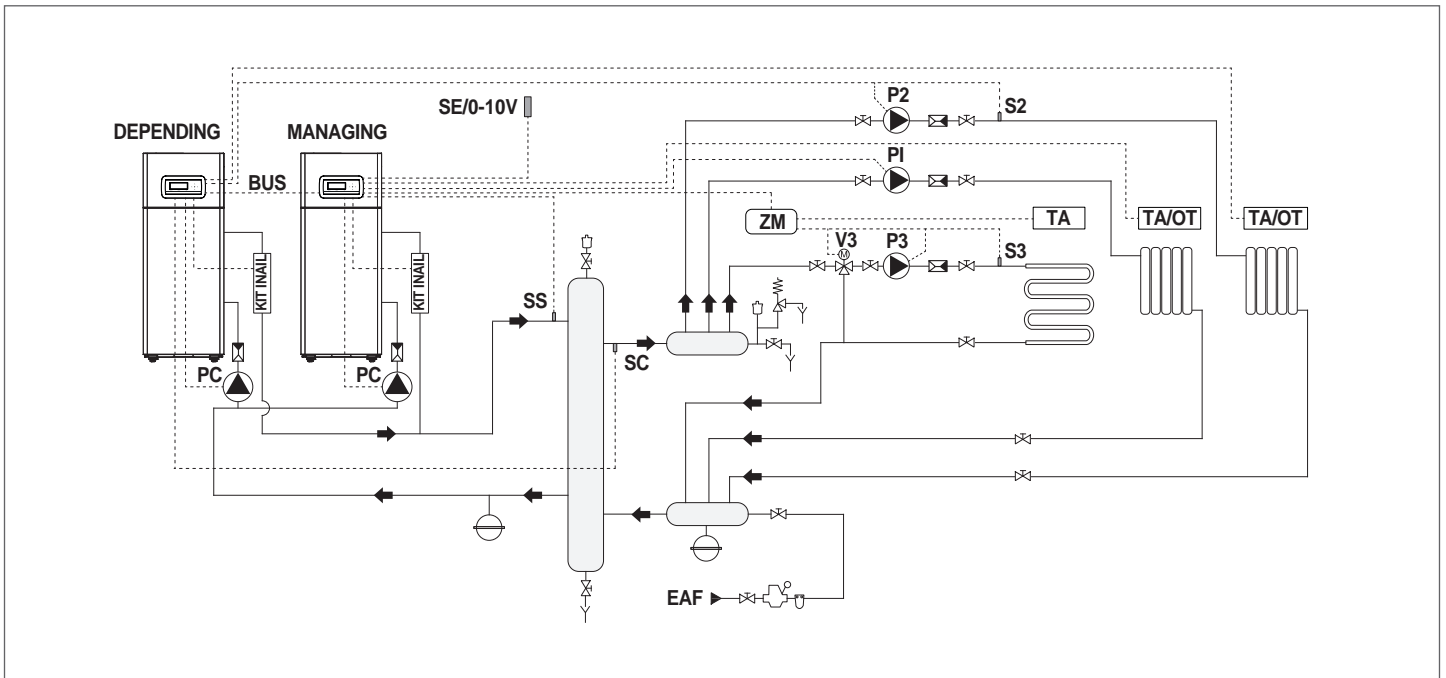 P2
S2
SE/0-10V
DEPENDING
MANAGING
P1
BUS
ZM
TA
TA/OT
TA/OT
V3
M
P3
S3
KIT INAIL
KIT INAIL
SS
SC
PC
PC
EAF